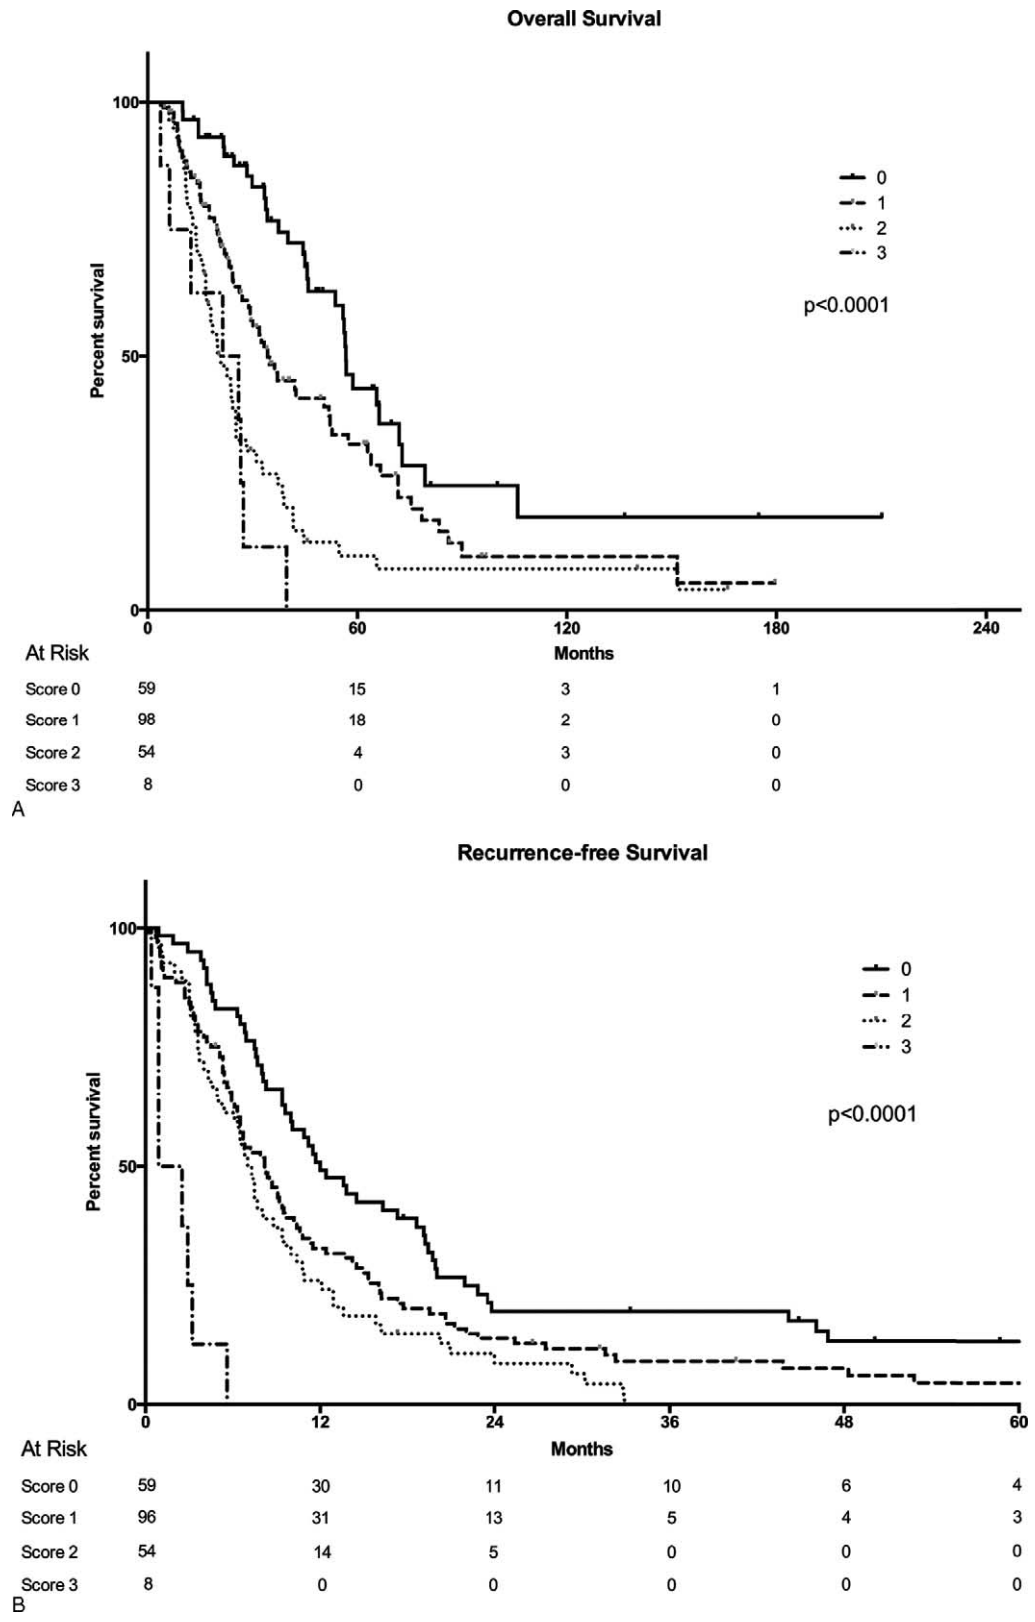 Overall Survival
100
50
0
Percent survival
0
1
2
3
p<0.0001
0 60 120 180 240
Months
At Risk
Score 0 59 15 3 1
Score 1 98 18 2 0
Score 2 54 4 3 0
Score 3 8 0 0 0
A
Recurrence-free Survival
100
50
0
Percent survival
0
1
2
3
p<0.0001
0 12 24 36 48 60
Months
At Risk
Score 0 59 30 11 10 6 4
Score 1 96 31 13 5 4 3
Score 2 54 14 5 0 0 0
Score 3 8 0 0 0 0 0
B